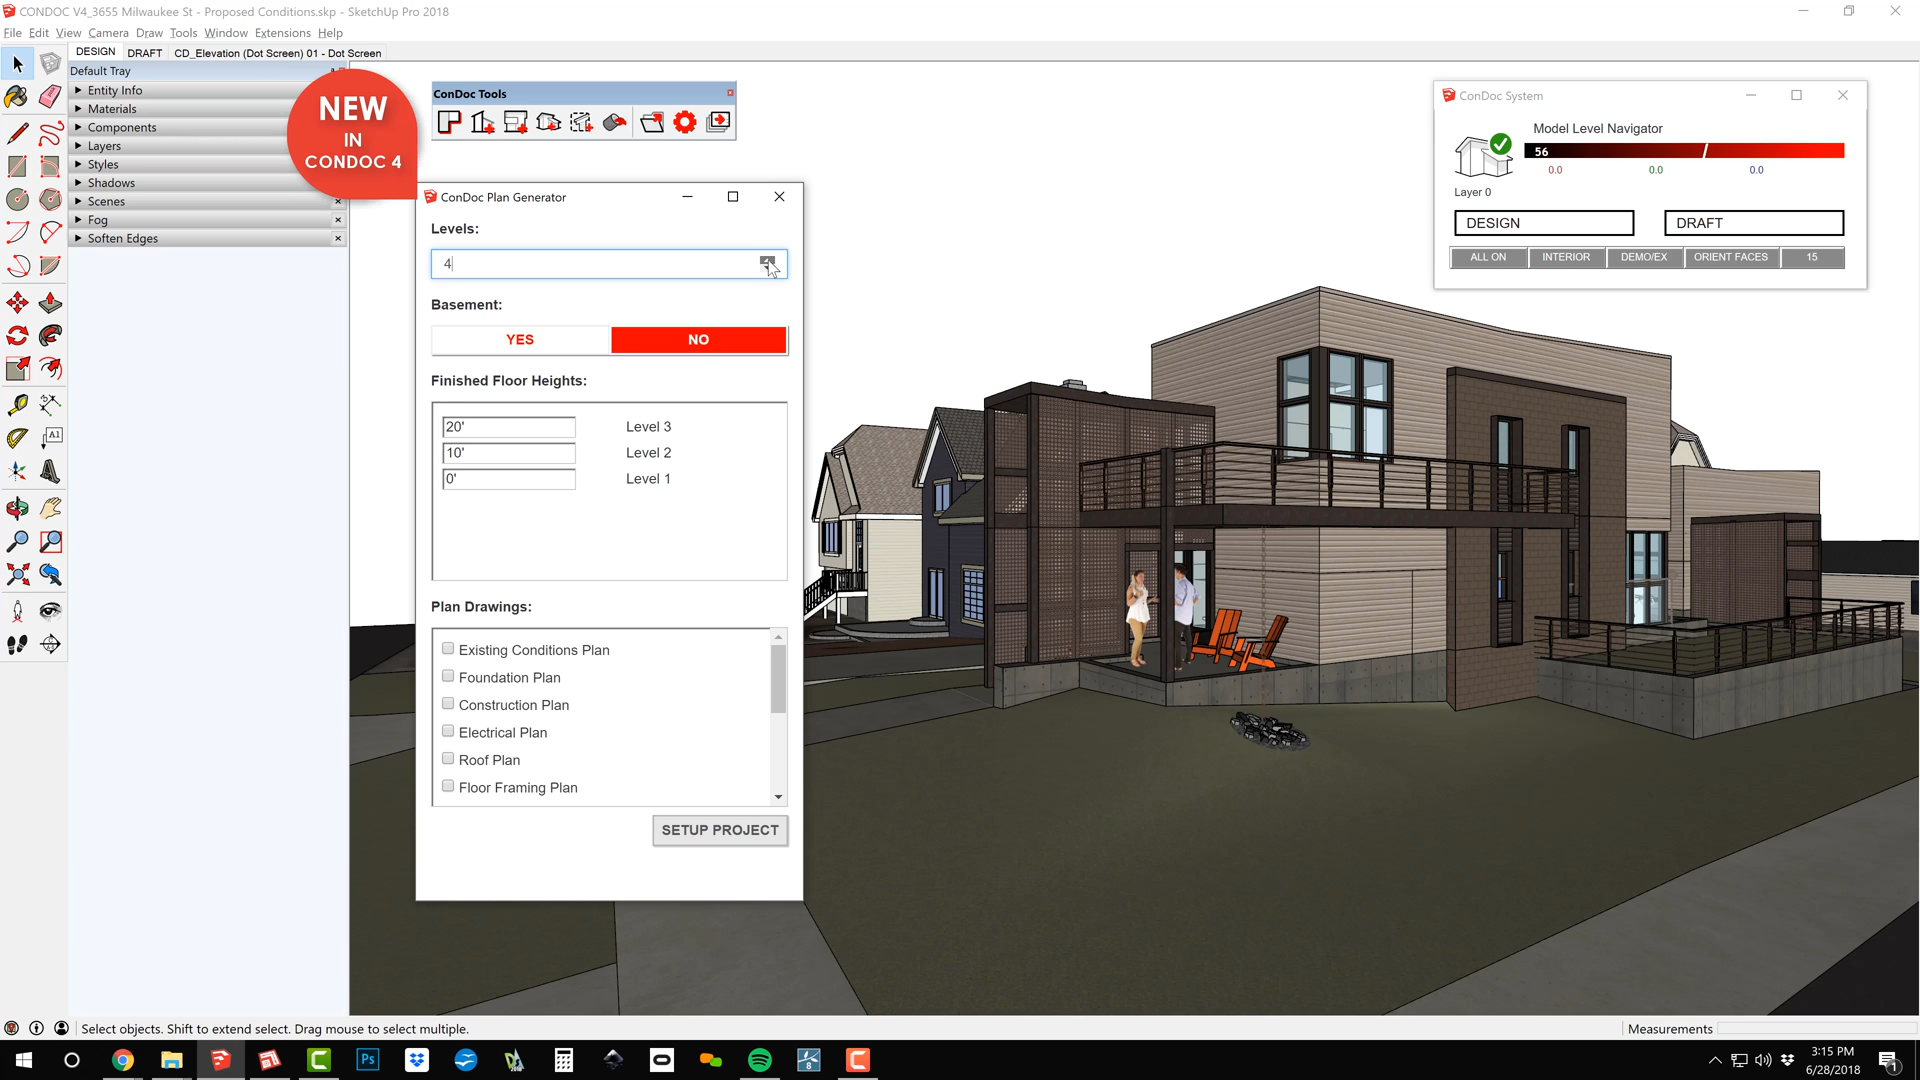 CONDOC V4_3655 Milwaukee St - Proposed Conditions.skp - SketchUp Pro 2018
File Edit View Camera Draw Tools Window Extensions Help
DESIGN DRAFT CD_Elevation (Dot Screen) 01 - Dot Screen
Default Tray
Entity Info
Materials
Components
Layers
Styles
Shadows
Scenes
Fog
Soften Edges
NEW
IN
CONDOC 4
ConDoc Tools
ConDoc Plan Generator
Levels:
4
Basement:
YES NO
Finished Floor Heights:
20' Level 3
10' Level 2
0' Level 1
Plan Drawings:
Existing Conditions Plan
Foundation Plan
Construction Plan
Electrical Plan
Roof Plan
Floor Framing Plan
SETUP PROJECT
ConDoc System
Model Level Navigator
56
0.0 0.0 0.0
Layer 0
DESIGN DRAFT
ALL ON INTERIOR DEMO/EX ORIENT FACES 15
A1
Select objects. Shift to extend select. Drag mouse to select multiple.
Measurements
Ps
8
3:15 PM
6/28/2018
1